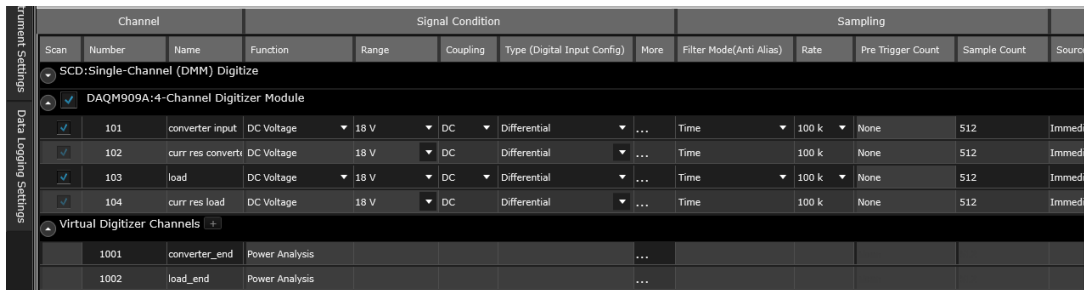 Channel Signal Condition Sampling
Scan Number Name Function Range Coupling Type (Digital Input Config) More Filter Mode(Anti Alias) Rate Pre Trigger Count Sample Count Source
SCD:Single-Channel (DMM) Digitize
DAQM909A:4-Channel Digitizer Module
101 converter input DC Voltage 18 V DC Differential ... Time 100 k None 512 Immedi
102 curr res converte DC Voltage 18 V DC Differential ... Time 100 k None 512 Immedi
103 load DC Voltage 18 V DC Differential ... Time 100 k None 512 Immedi
104 curr res load DC Voltage 18 V DC Differential ... Time 100 k None 512 Immedi
Virtual Digitizer Channels +
1001 converter_end Power Analysis ...
1002 load_end Power Analysis ...
trument Settings
Data Logging Settings